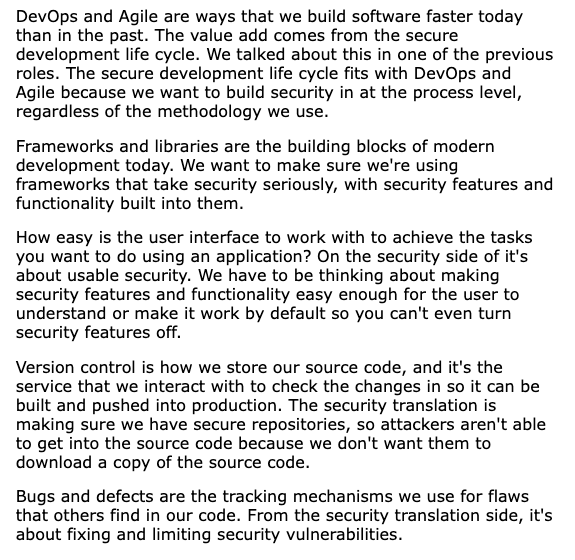 DevOps and Agile are ways that we build software faster today
than in the past. The value add comes from the secure
development life cycle. We talked about this in one of the previous
roles. The secure development life cycle fits with DevOps and
Agile because we want to build security in at the process level,
regardless of the methodology we use.
Frameworks and libraries are the building blocks of modern
development today. We want to make sure we're using
frameworks that take security seriously, with security features and
functionality built into them.
How easy is the user interface to work with to achieve the tasks
you want to do using an application? On the security side of it's
about usable security. We have to be thinking about making
security features and functionality easy enough for the user to
understand or make it work by default so you can't even turn
security features off.
Version control is how we store our source code, and it's the
service that we interact with to check the changes in so it can be
built and pushed into production. The security translation is
making sure we have secure repositories, so attackers aren't able
to get into the source code because we don't want them to
download a copy of the source code.
Bugs and defects are the tracking mechanisms we use for flaws
that others find in our code. From the security translation side, it's
about fixing and limiting security vulnerabilities.